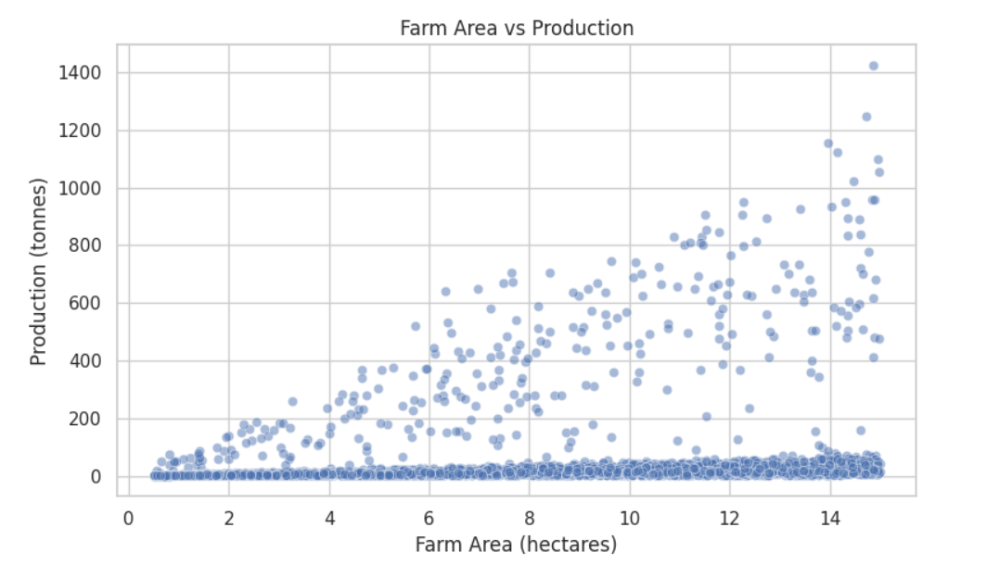 Farm Area vs Production
Production (tonnes)
1400
1200
1000
800
600
400
200
0
0 2 4 6 8 10 12 14
Farm Area (hectares)